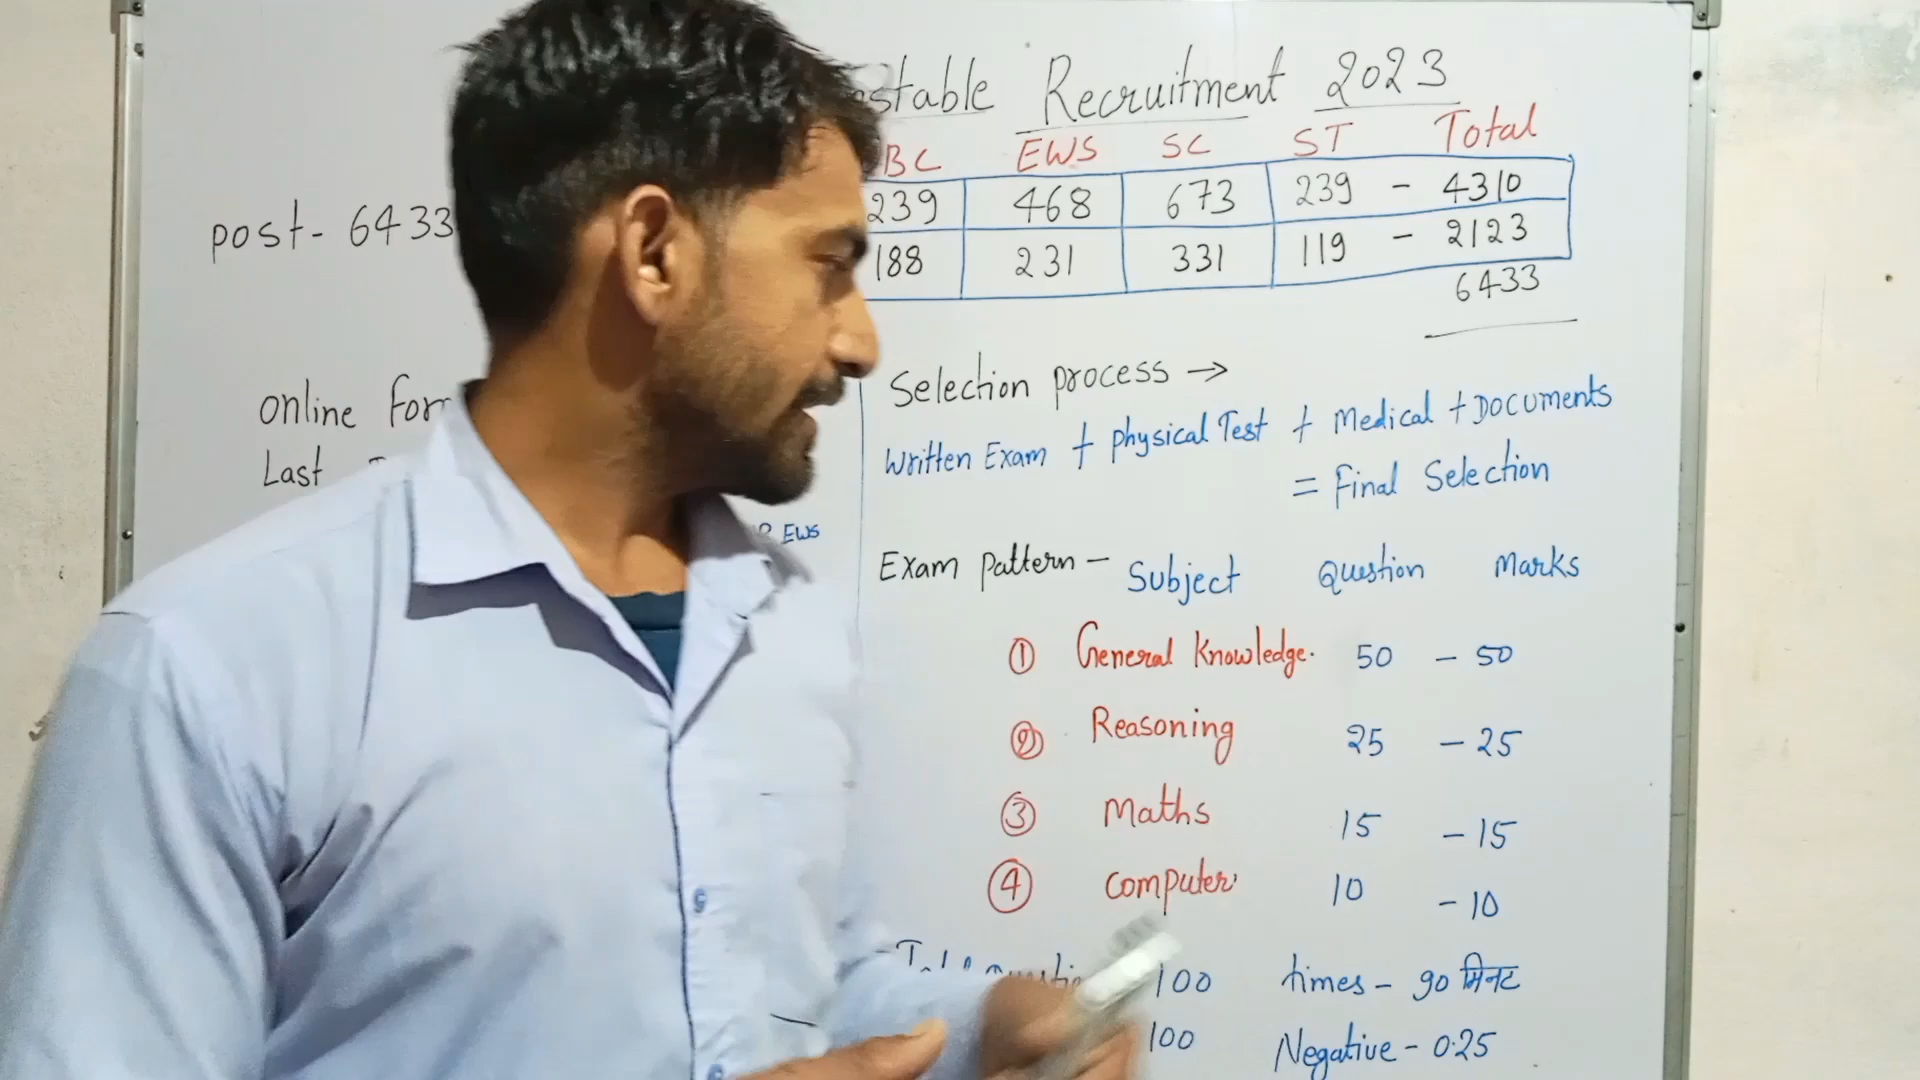 Recruitment 2023
BC EWS SC ST Total
239 468 673 239 - 4310
188 231 331 119 - 2123
6433
post- 6433
online
Last
EWS
Selection process →
written Exam + physical Test + Medical + Documents
= Final Selection
Exam pattern - Subject Question Marks
① General Knowledge. 50 - 50
② Reasoning 25 - 25
③ Maths 15 - 15
④ Computer 10 - 10
100 times - 90 मिनट
100 Negative - 0.25